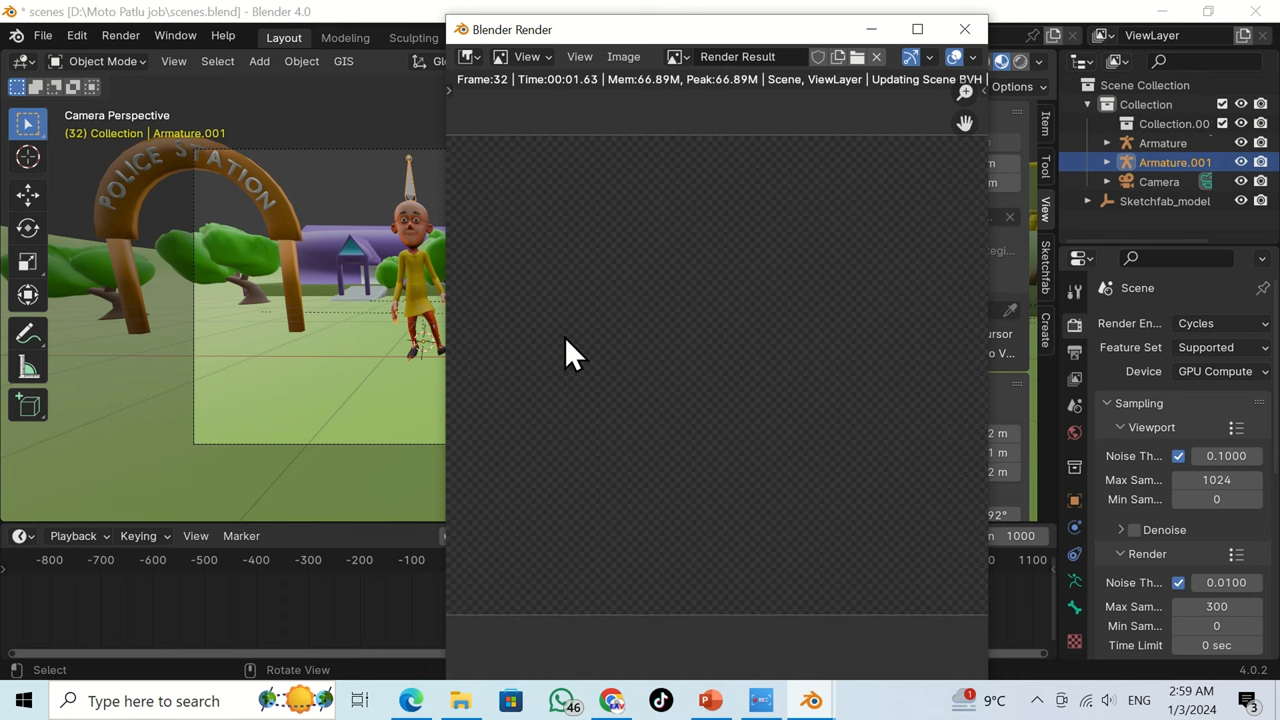 * scenes [D:\Moto Patlu job\scenes.blend] - Blender 4.0
File Edit Render Window Help Layout Modeling Sculpting
ViewLayer
Object Mode View Select Add Object GIS
Options
Camera Perspective
(32) Collection | Armature.001
POLICE STATION
Blender Render
View View Image Render Result
Frame:32 | Time:00:01.63 | Mem:66.89M, Peak:66.89M | Scene, ViewLayer | Updating Scene BVH |
Item
Tool
View
Sketchfab
Create
Scene Collection
Collection
Collection.00
Armature
Armature.001
Camera
Sketchfab_model
Scene
Render En... Cycles
Feature Set Supported
Device GPU Compute
Sampling
Viewport
Noise Th... 0.1000
Max Sam... 1024
Min Sam... 0
Denoise
Render
Noise Th... 0.0100
Max Sam... 300
Min Sam... 0
Time Limit 0 sec
Playback Keying View Marker
1000
-800 -700 -600 -500 -400 -300 -200 -100
1100
Select Rotate View
4.0.2
Type here to search
46
9°C
ENG
2:59 AM
1/3/2024
3